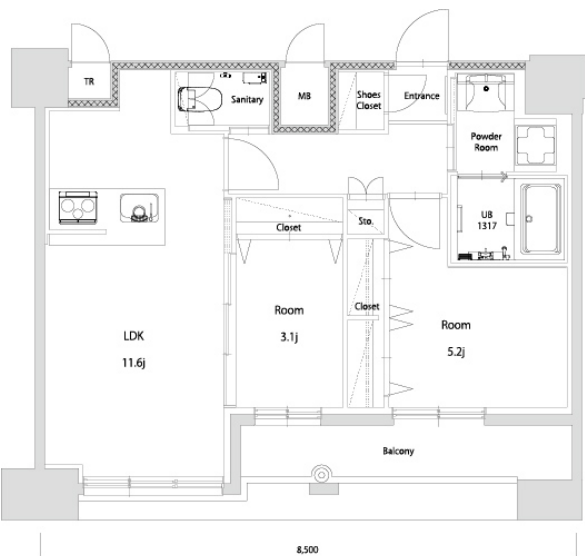 TR
Sanitary
MB
Shoes
Closet
Entrance
Powder
Room
UB
1317
Closet
Sto.
Closet
LDK
11.6j
Room
3.1j
Room
5.2j
Balcony
8,500